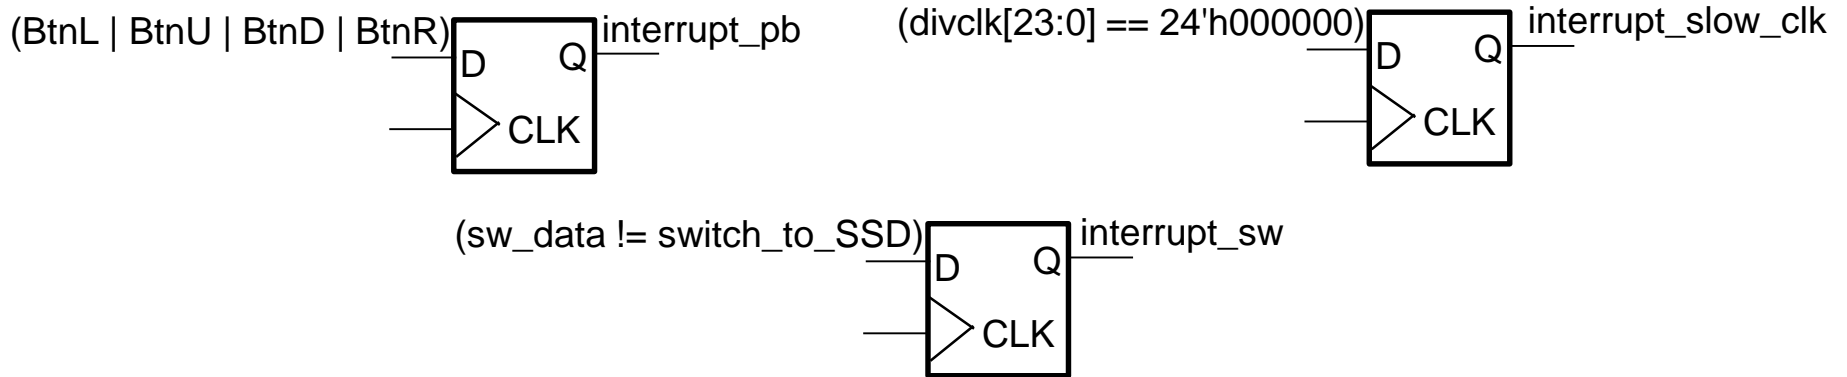 (BtnL | BtnU | BtnD | BtnR) interrupt_pb
D Q
CLK
(divclk[23:0] == 24'h000000) interrupt_slow_clk
D Q
CLK
(sw_data != switch_to_SSD) interrupt_sw
D Q
CLK